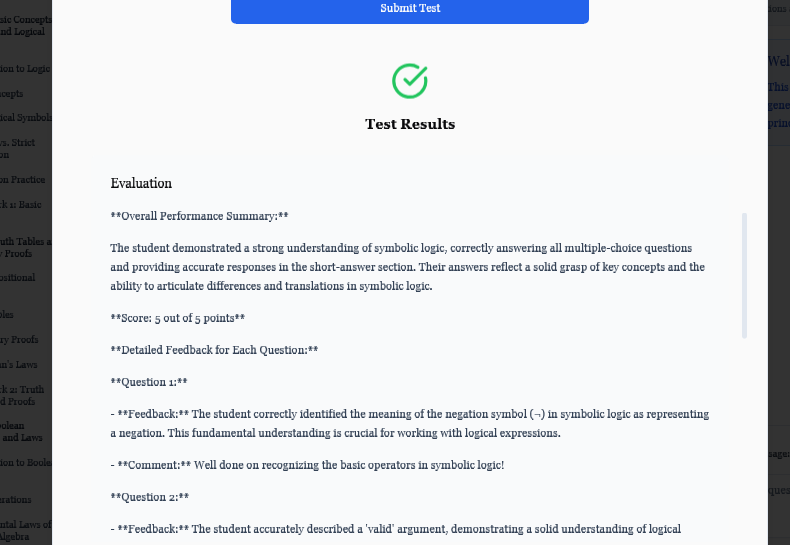 Submit Test
Test Results
Evaluation
**Overall Performance Summary:**
The student demonstrated a strong understanding of symbolic logic, correctly answering all multiple-choice questions
and providing accurate responses in the short-answer section. Their answers reflect a solid grasp of key concepts and the
ability to articulate differences and translations in symbolic logic.
**Score: 5 out of 5 points**
**Detailed Feedback for Each Question:**
**Question 1:**
- **Feedback:** The student correctly identified the meaning of the negation symbol (¬) in symbolic logic as representing
a negation. This fundamental understanding is crucial for working with logical expressions.
- **Comment:** Well done on recognizing the basic operators in symbolic logic!
**Question 2:**
- **Feedback:** The student accurately described a 'valid' argument, demonstrating a solid understanding of logical